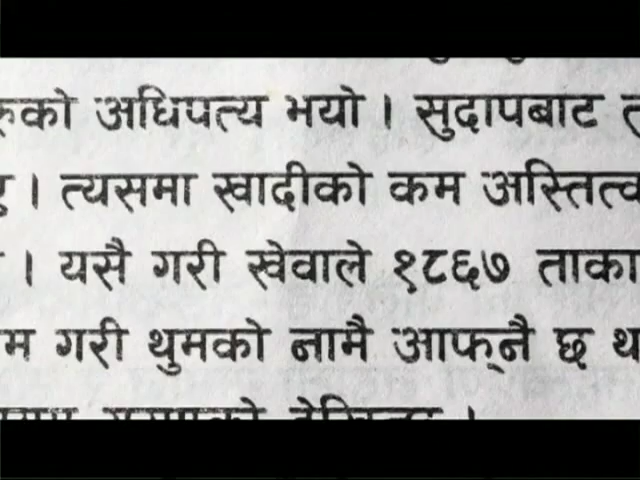 रुको अधिपत्य भयो । सुदापबाट
। त्यसमा खादीको कम अस्तित्व
। यसै गरी खेवाले १८६७ ताका
म गरी थुमको नामै आफ्नै छ थ